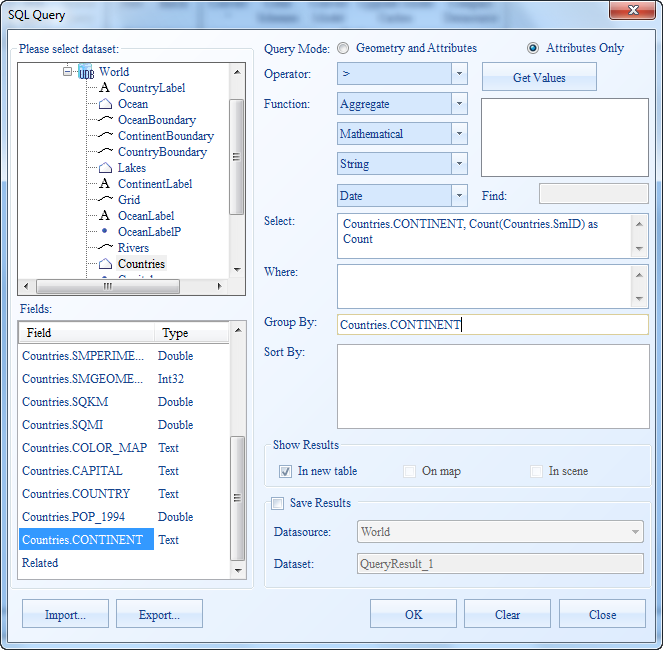 SQL Query
Please select dataset:
World
CountryLabel
Ocean
OceanBoundary
ContinentBoundary
CountryBoundary
Lakes
ContinentLabel
Grid
OceanLabel
OceanLabelP
Rivers
Countries
Fields:
Field Type
Countries.SMPERIME... Double
Countries.SMGEOME... Int32
Countries.SQKM Double
Countries.SQMI Double
Countries.COLOR_MAP Text
Countries.CAPITAL Text
Countries.COUNTRY Text
Countries.POP_1994 Double
Countries.CONTINENT Text
Related
Query Mode: Geometry and Attributes Attributes Only
Operator: > Get Values
Function: Aggregate
Mathematical
String
Date Find:
Select: Countries.CONTINENT, Count(Countries.SmID) as
Count
Where:
Group By: Countries.CONTINENT
Sort By:
Show Results
In new table On map In scene
Save Results
Datasource: World
Dataset: QueryResult_1
Import... Export... OK Clear Close